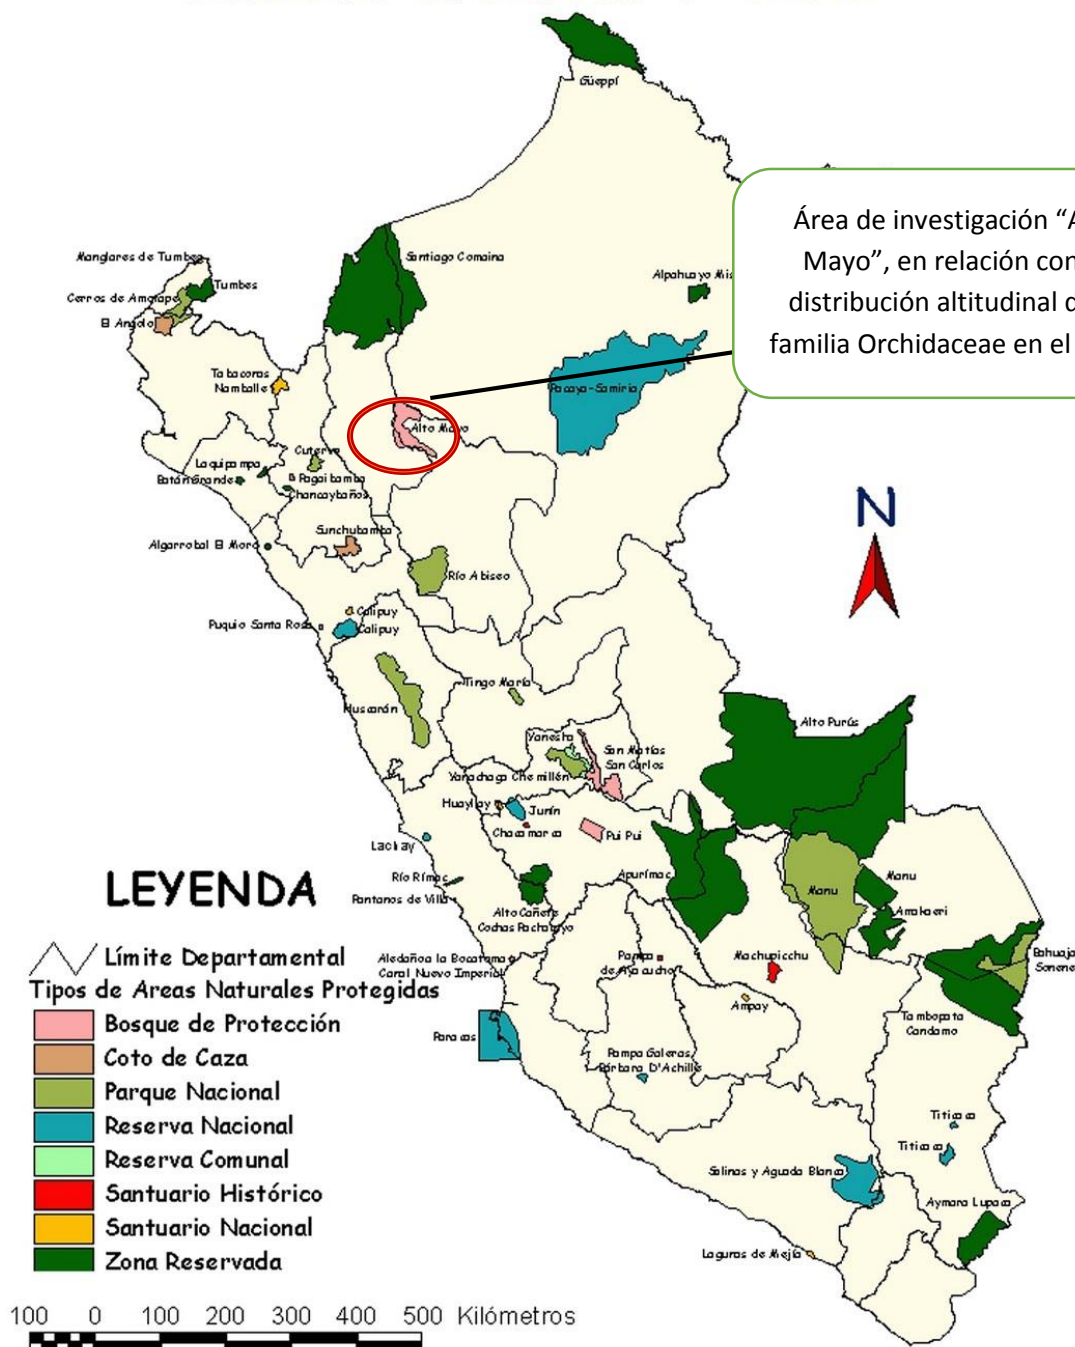 Güeppí
Área de investigación “A
Mayo”, en relación con
distribución altitudinal d
familia Orchidaceae en el
Santiago Comaina
Manglares de Tumbes
Tumbes
Cerros de Amotape
El Angolo
Alpahuayo Mis
Tabaconas
Namballe
Pacaya-Samiria
Alto Mayo
Cutervo
Laquipampa
Pagaibamba
Batán Grande
Chancaybaños
N
Sunchubamba
Algarrobal El Moro
Río Abiseo
Calipuy
Puquio Santa Rosa
Calipuy
Tingo María
Huscarán
Alto Purús
Yanesha
San Matías
San Carlos
Yanachaga Chemillén
Huayllay
Junín
Chacamarca
Pui Pui
Lachay
Río Rímac
Apurímac
Manu
Manu
Pantanos de Villa
Amakaeri
Alto Cañete
Cochas Pachacayo
LEYENDA
Límite Departamental
Aledañoa la Bocatoma
Caral Nuevo Imperial
Pampa
de Ayacucho
Machupicchu
Bahuaja
Sonene
Tipos de Areas Naturales Protegidas
Ampay
Tambopata
Candamo
Bosque de Protección
Paracas
Coto de Caza
Pampa Galeras
Bárbara D'Achille
Parque Nacional
Reserva Nacional
Titicaca
Titicaca
Reserva Comunal
Salinas y Aguada Blanca
Santuario Histórico
Aymara Lupaca
Santuario Nacional
Lagunas de Mejía
Zona Reservada
100 0 100 200 300 400 500 Kilómetros